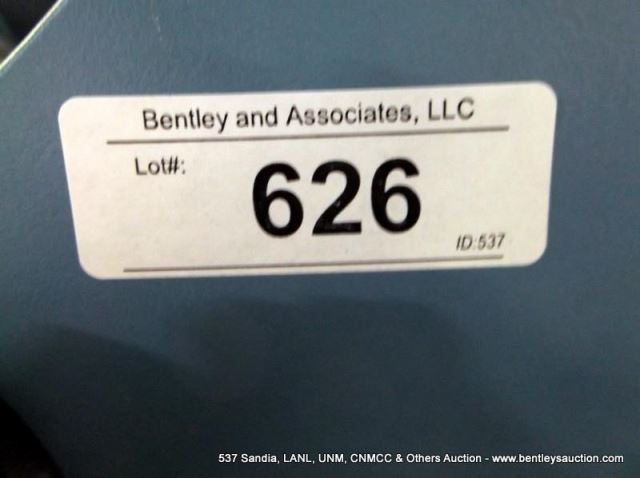 Bentley and Associates, LLC
Lot#:
626
ID:537
537 Sandia, LANL, UNM, CNMCC & Others Auction - www.bentleysauction.com